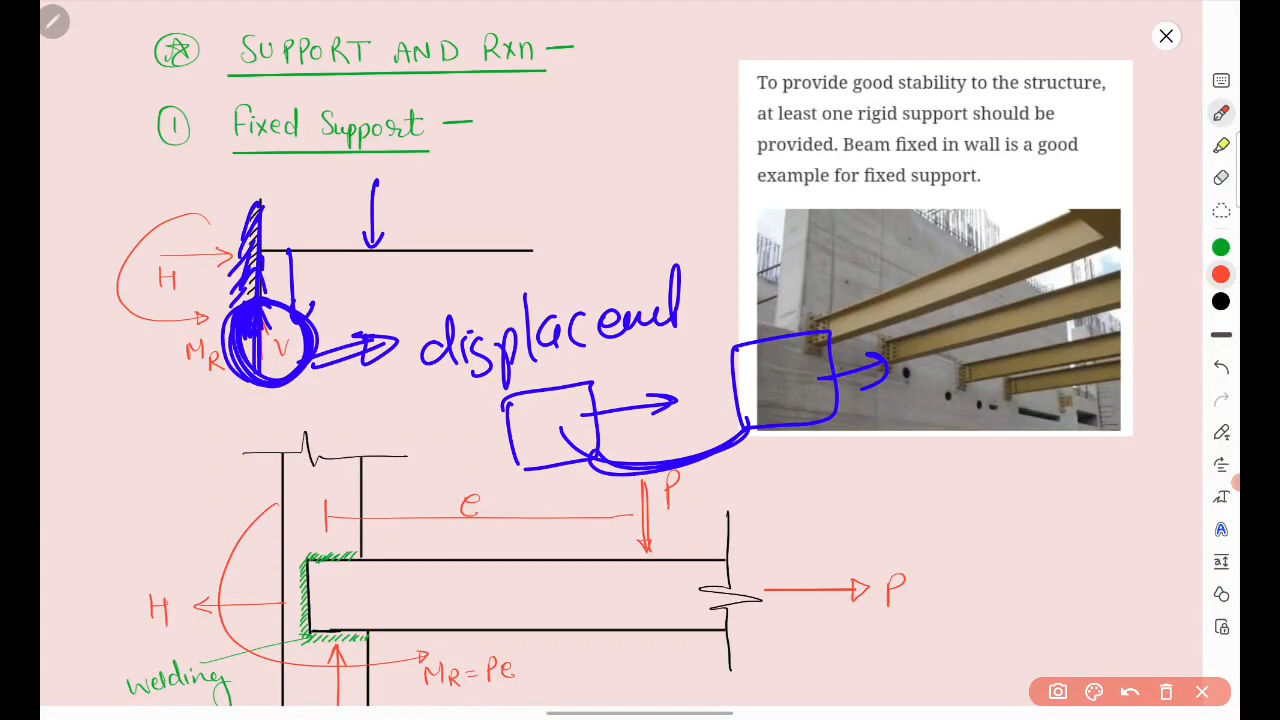 SUPPORT AND Rxn -
1 Fixed Support -
To provide good stability to the structure,
at least one rigid support should be
provided. Beam fixed in wall is a good
example for fixed support.
H
MR
V
displacemd
P
e
H
P
welding
MR = Pe